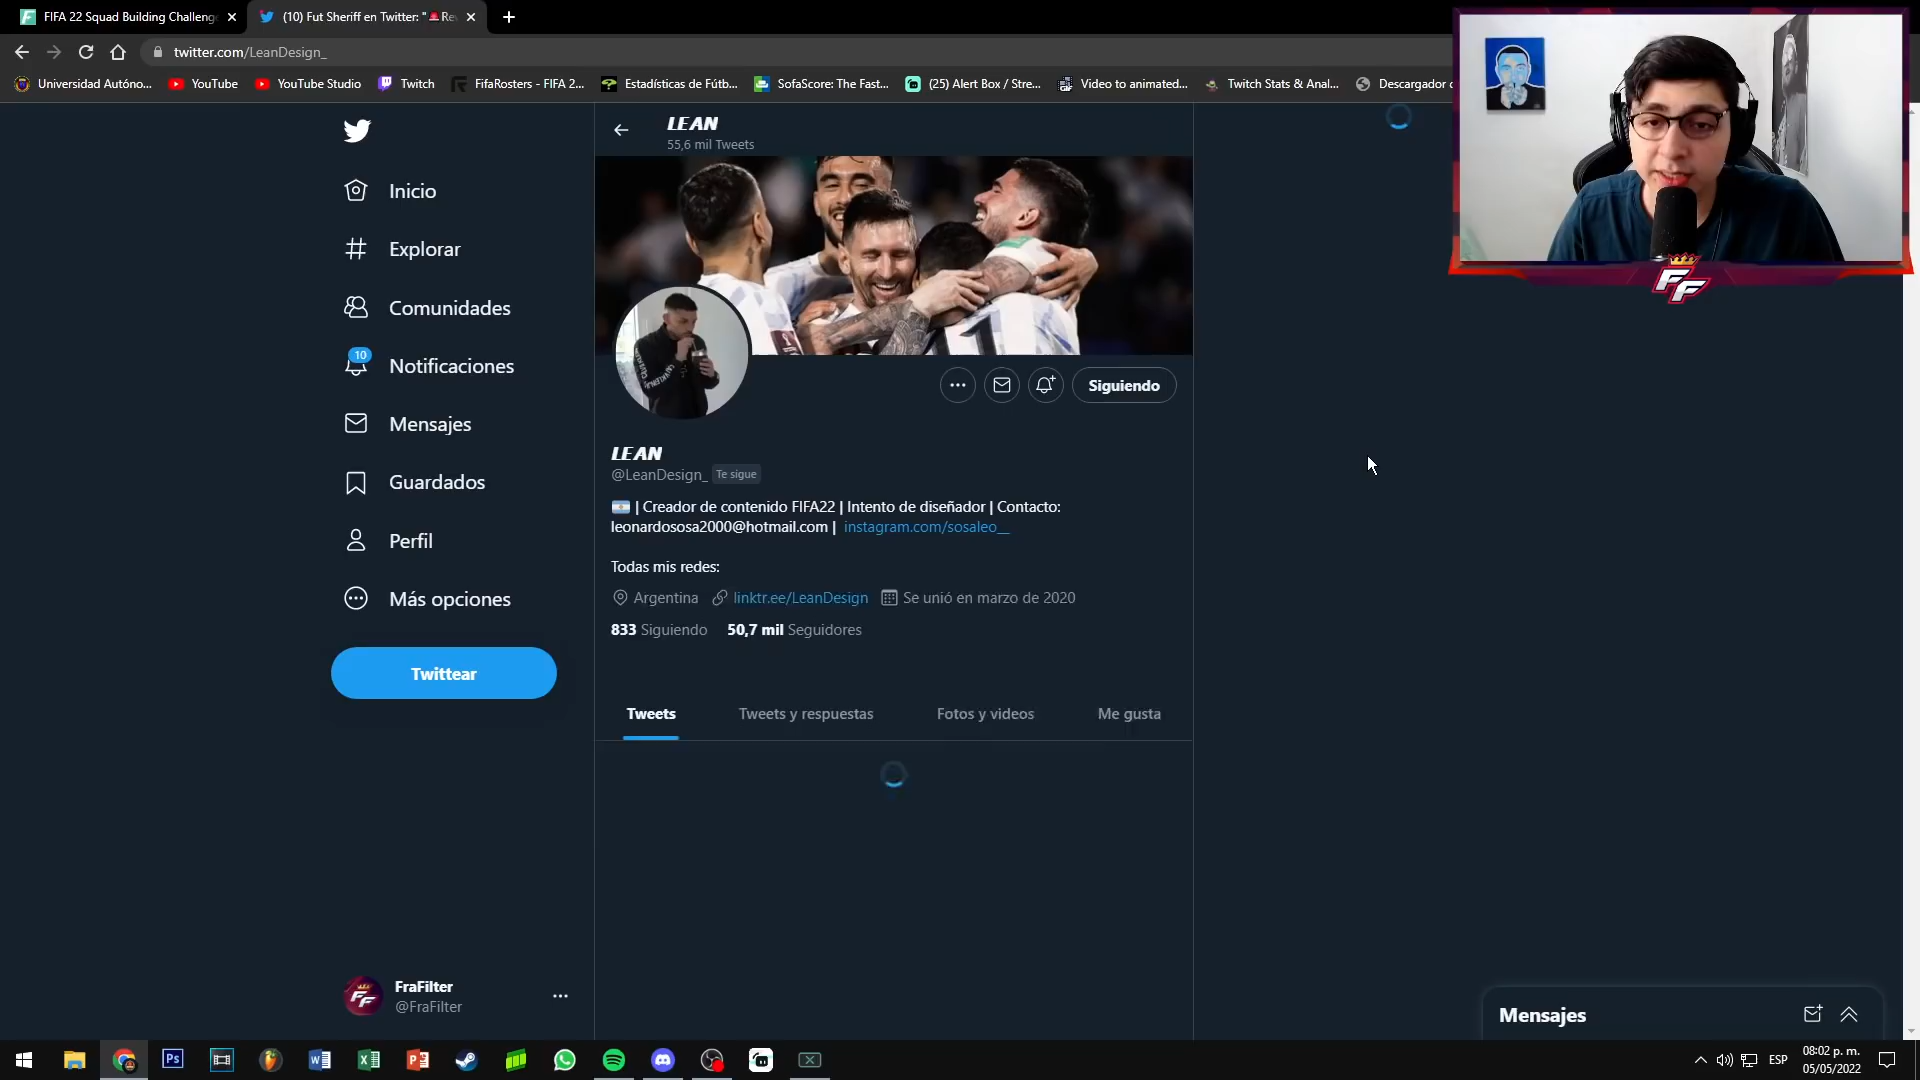 FIFA 22 Squad Building Challeng
(10) Fut Sheriff en Twitter: "🚨Re
twitter.com/LeanDesign_
Universidad Autóno...
YouTube
YouTube Studio
Twitch
FifaRosters - FIFA 2...
Estadísticas de Fútb...
SofaScore: The Fast...
(25) Alert Box / Stre...
Video to animated...
Twitch Stats & Anal...
Descargador d
LEAN
55,6 mil Tweets
Inicio
Explorar
Comunidades
10
Notificaciones
Mensajes
Guardados
Perfil
Más opciones
Twittear
Siguiendo
LEAN
@LeanDesign_ Te sigue
🇦🇷 | Creador de contenido FIFA22 | Intento de diseñador | Contacto:
leonardososa2000@hotmail.com | instagram.com/sosaleo__
Todas mis redes:
Argentina linktr.ee/LeanDesign Se unió en marzo de 2020
833 Siguiendo 50,7 mil Seguidores
Tweets Tweets y respuestas Fotos y videos Me gusta
FF
FraFilter
@FraFilter
Mensajes
ESP
08:02 p. m.
05/05/2022